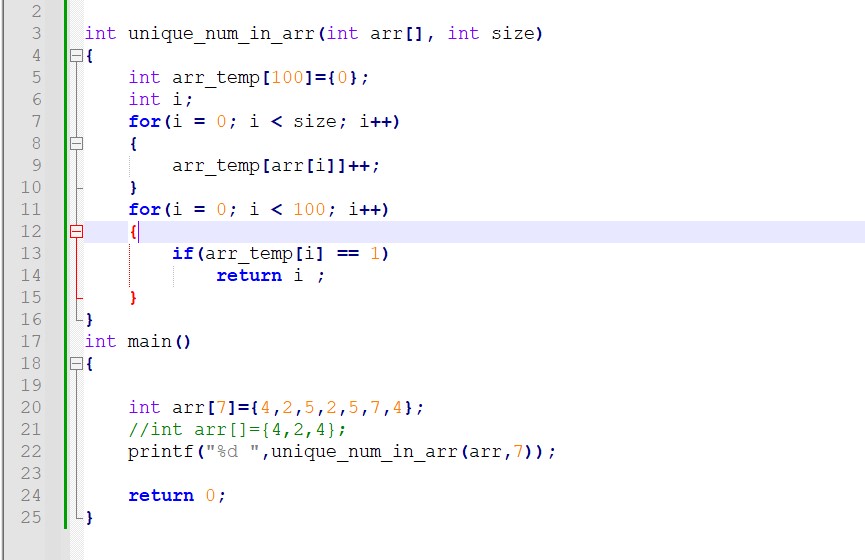 2
3 int unique_num_in_arr(int arr[], int size)
4 {
5 int arr_temp[100]={0};
6 int i;
7 for(i = 0; i < size; i++)
8 {
9 arr_temp[arr[i]]++;
10 }
11 for(i = 0; i < 100; i++)
12 {
13 if(arr_temp[i] == 1)
14 return i ;
15 }
16 }
17 int main()
18 {
19
20 int arr[7]={4,2,5,2,5,7,4};
21 //int arr[]={4,2,4};
22 printf("%d ",unique_num_in_arr(arr,7));
23
24 return 0;
25 }